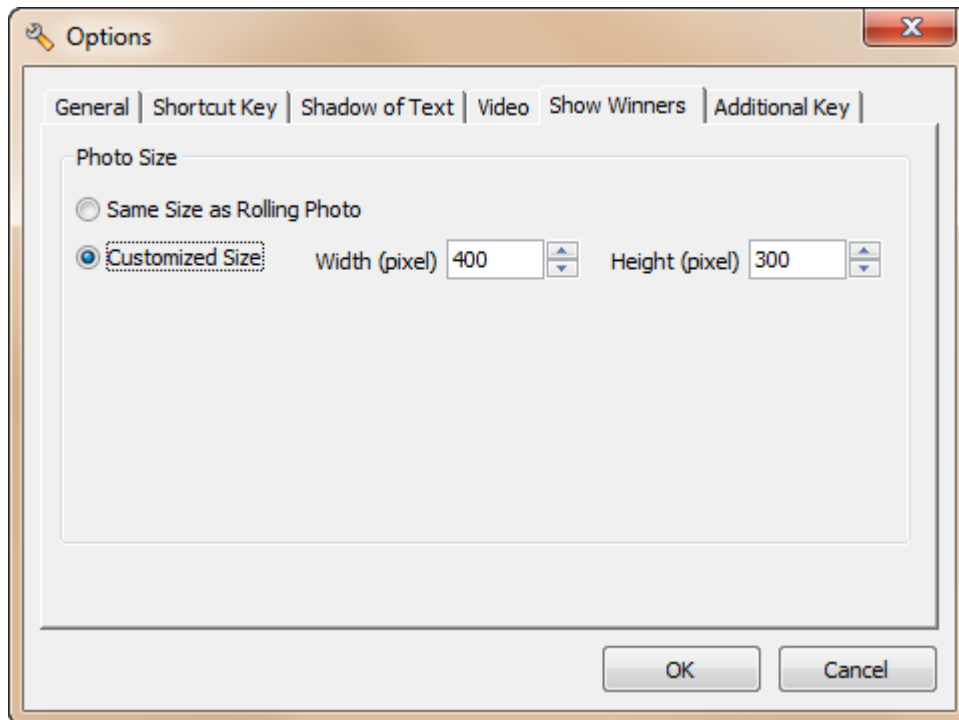 Options
General Shortcut Key Shadow of Text Video Show Winners Additional Key
Photo Size
Same Size as Rolling Photo
Customized Size Width (pixel) 400 Height (pixel) 300
OK Cancel